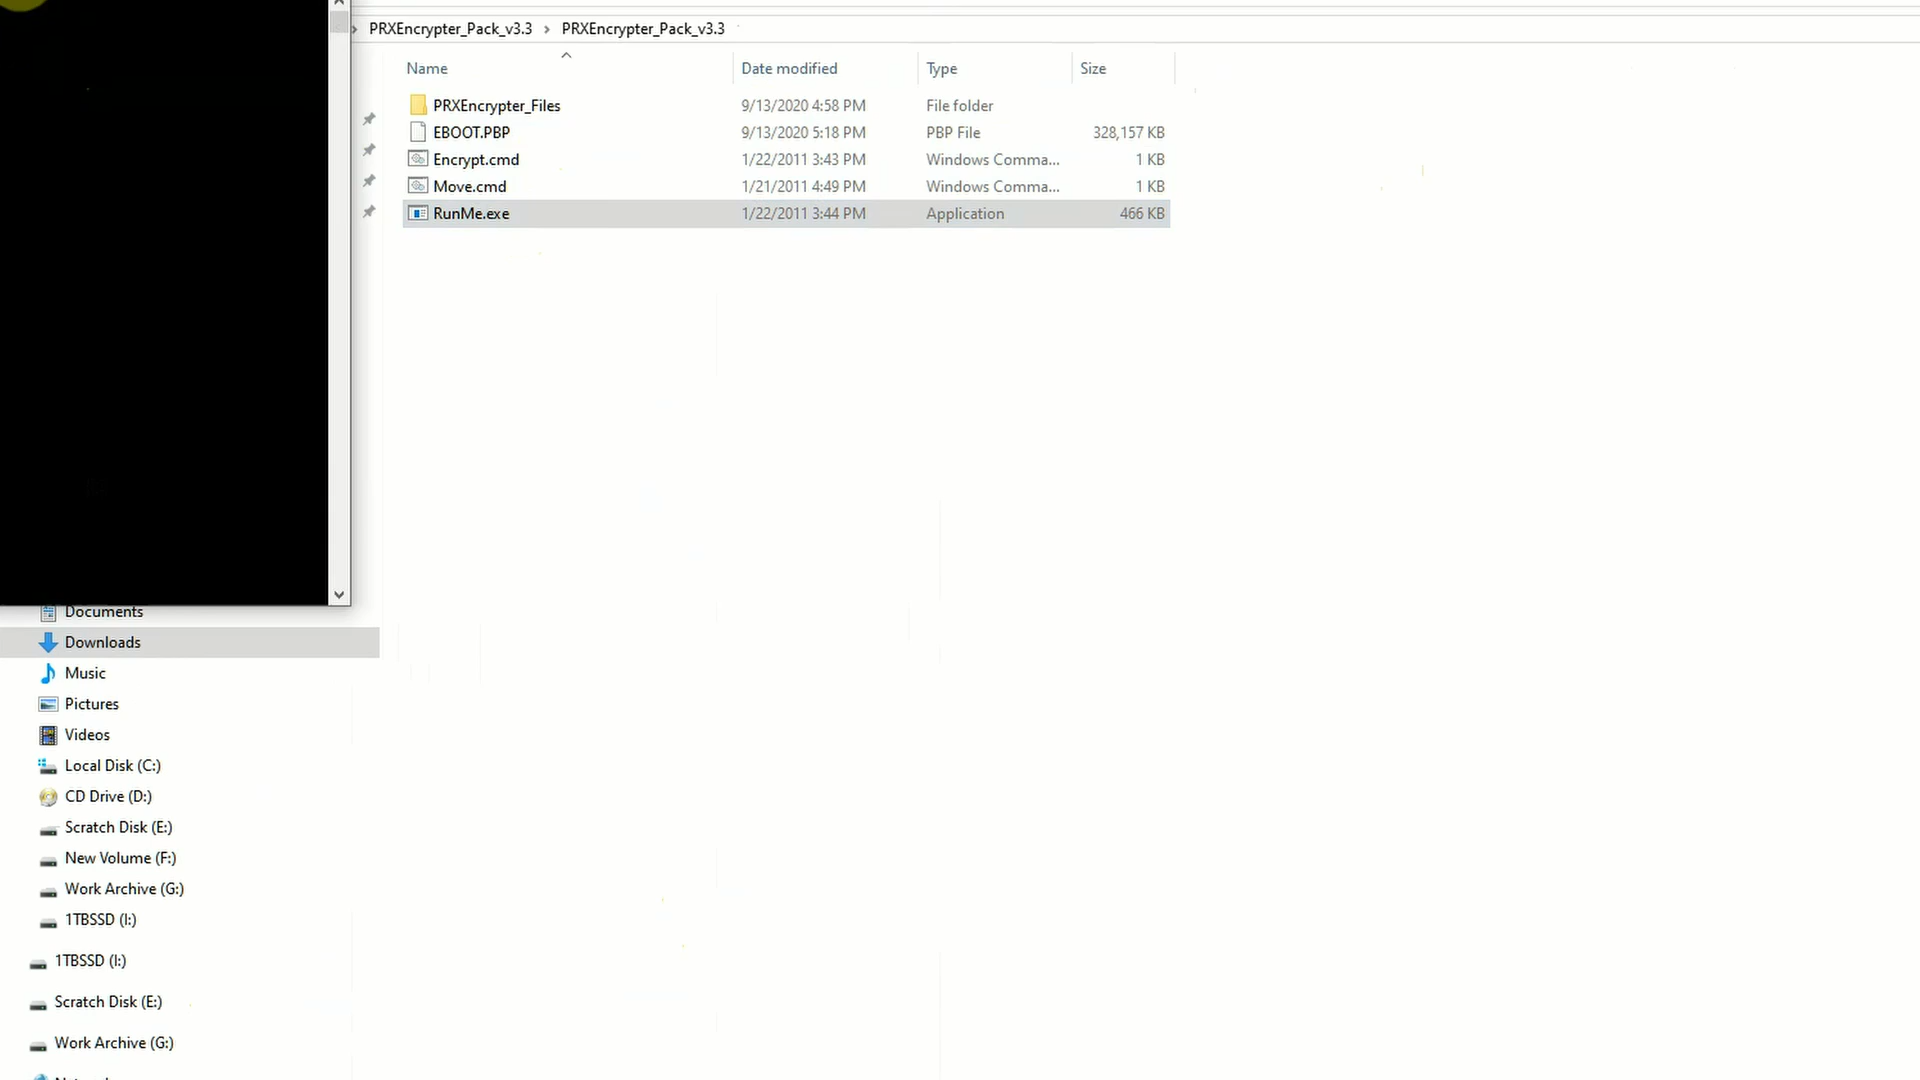 PRXEncrypter_Pack_v3.3 › PRXEncrypter_Pack_v3.3
Name Date modified Type Size
PRXEncrypter_Files 9/13/2020 4:58 PM File folder
EBOOT.PBP 9/13/2020 5:18 PM PBP File 328,157 KB
Encrypt.cmd 1/22/2011 3:43 PM Windows Comma... 1 KB
Move.cmd 1/21/2011 4:49 PM Windows Comma... 1 KB
RunMe.exe 1/22/2011 3:44 PM Application 466 KB
Documents
Downloads
Music
Pictures
Videos
Local Disk (C:)
CD Drive (D:)
Scratch Disk (E:)
New Volume (F:)
Work Archive (G:)
1TBSSD (I:)
1TBSSD (I:)
Scratch Disk (E:)
Work Archive (G:)